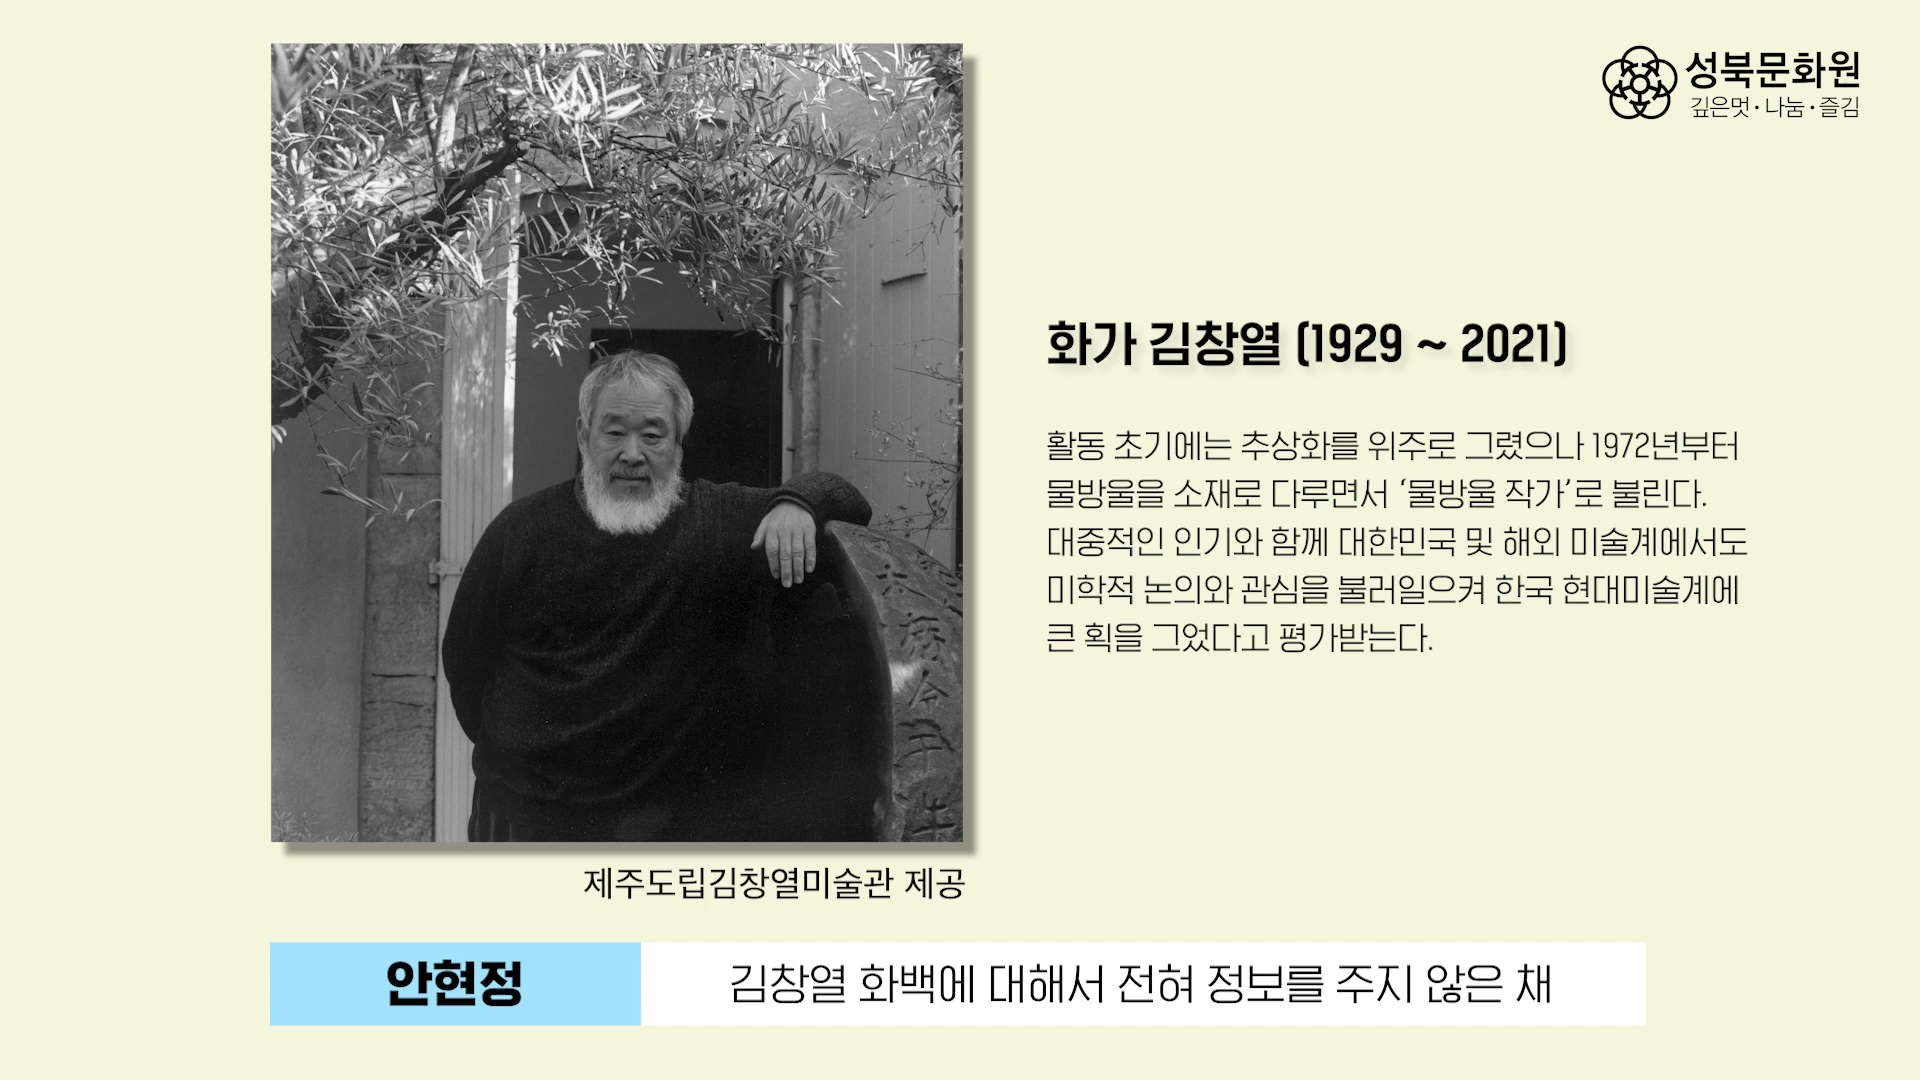 성북문화원
깊은멋·나눔·즐김
화가 김창열 (1929 ~ 2021)
활동 초기에는 추상화를 위주로 그렸으나 1972년부터
물방울을 소재로 다루면서 ‘물방울 작가’로 불린다.
대중적인 인기와 함께 대한민국 및 해외 미술계에서도
미학적 논의와 관심을 불러일으켜 한국 현대미술계에
큰 획을 그었다고 평가받는다.
제주도립김창열미술관 제공
안현정
김창열 화백에 대해서 전혀 정보를 주지 않은 채